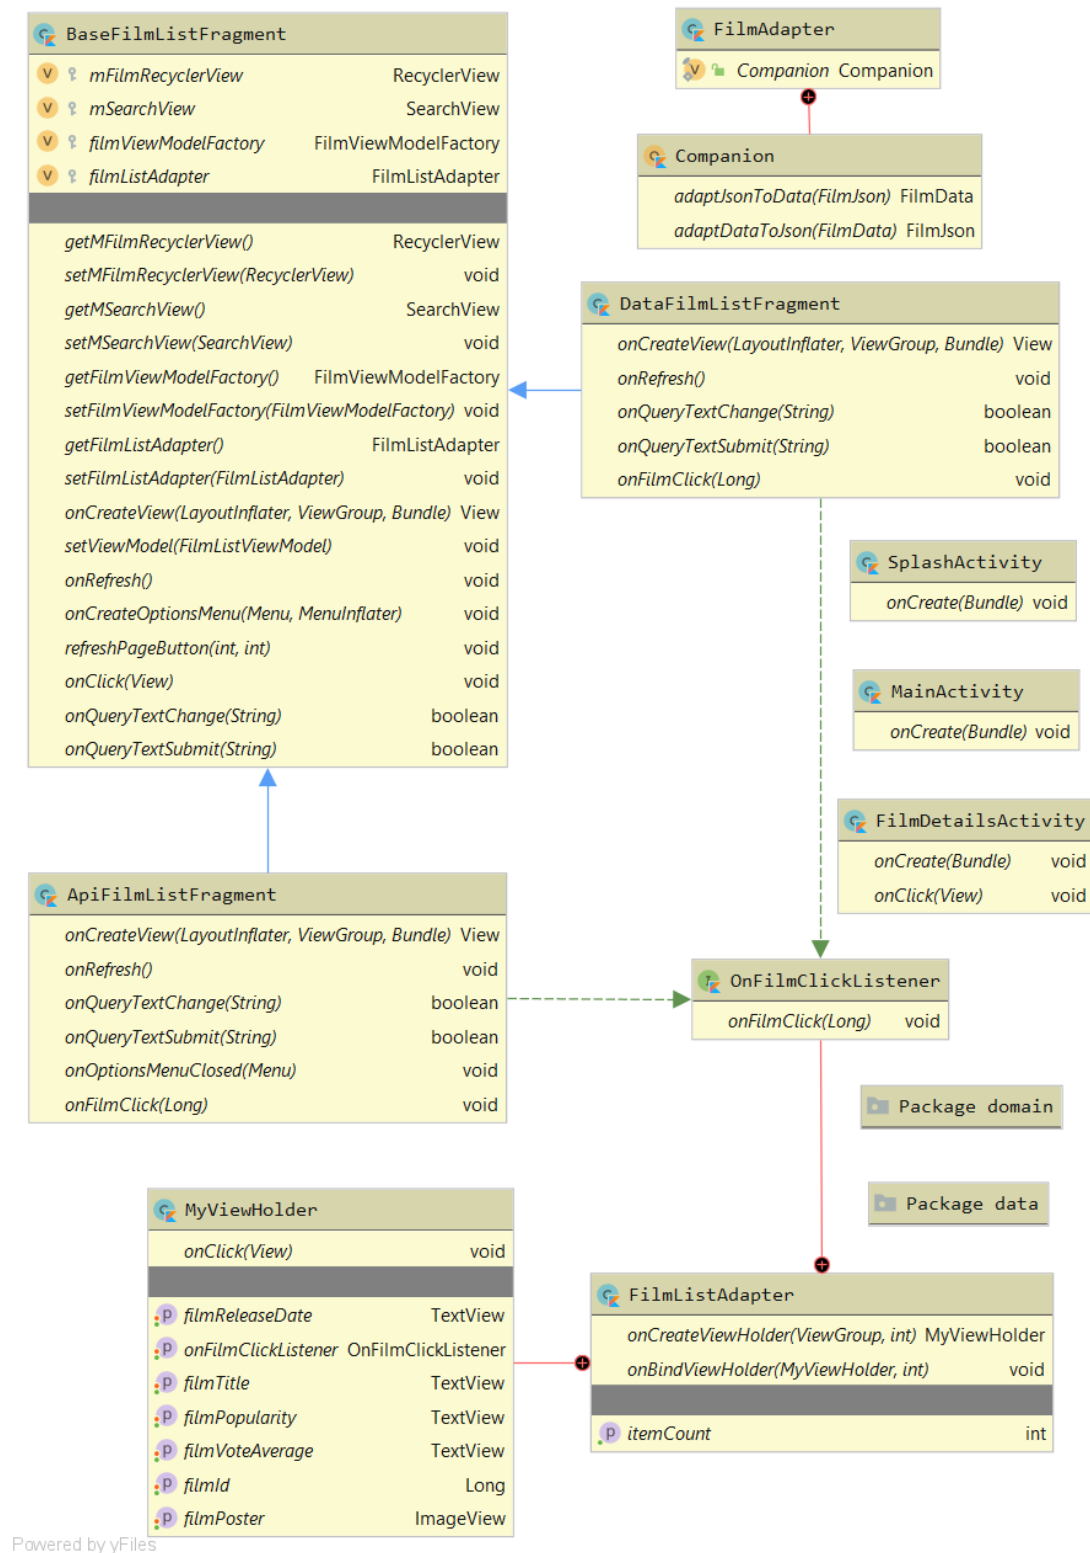 BaseFilmListFragment
mFilmRecyclerView RecyclerView
mSearchView SearchView
filmViewModelFactory FilmViewModelFactory
filmListAdapter FilmListAdapter
getMFilmRecyclerView() RecyclerView
setMFilmRecyclerView(RecyclerView) void
getMSearchView() SearchView
setMSearchView(SearchView) void
getFilmViewModelFactory() FilmViewModelFactory
setFilmViewModelFactory(FilmViewModelFactory) void
getFilmListAdapter() FilmListAdapter
setFilmListAdapter(FilmListAdapter) void
onCreateView(LayoutInflater, ViewGroup, Bundle) View
setViewModel(FilmListViewModel) void
onRefresh() void
onCreateOptionsMenu(Menu, MenuInflater) void
refreshPageButton(int, int) void
onClick(View) void
onQueryTextChange(String) boolean
onQueryTextSubmit(String) boolean
FilmAdapter
Companion Companion
Companion
adaptJsonToData(FilmJson) FilmData
adaptDataToJson(FilmData) FilmJson
DataFilmListFragment
onCreateView(LayoutInflater, ViewGroup, Bundle) View
onRefresh() void
onQueryTextChange(String) boolean
onQueryTextSubmit(String) boolean
onFilmClick(Long) void
SplashActivity
onCreate(Bundle) void
MainActivity
onCreate(Bundle) void
FilmDetailsActivity
onCreate(Bundle) void
onClick(View) void
ApiFilmListFragment
onCreateView(LayoutInflater, ViewGroup, Bundle) View
onRefresh() void
onQueryTextChange(String) boolean
onQueryTextSubmit(String) boolean
onOptionsMenuClosed(Menu) void
onFilmClick(Long) void
OnFilmClickListener
onFilmClick(Long) void
Package domain
Package data
MyViewHolder
onClick(View) void
filmReleaseDate TextView
onFilmClickListener OnFilmClickListener
filmTitle TextView
filmPopularity TextView
filmVoteAverage TextView
filmId Long
filmPoster ImageView
FilmListAdapter
onCreateViewHolder(ViewGroup, int) MyViewHolder
onBindViewHolder(MyViewHolder, int) void
itemCount int
Powered by yFiles